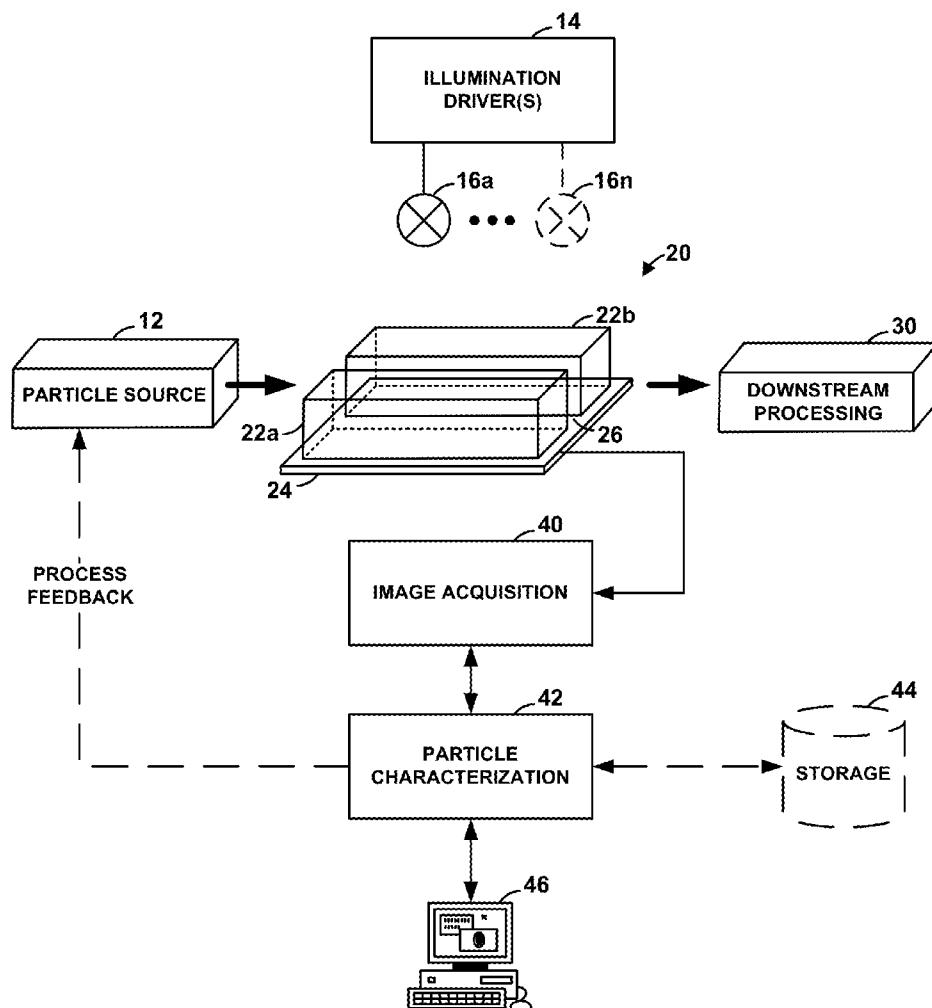 14
ILLUMINATION
DRIVER(S)
16a
16n
20
12
PARTICLE SOURCE
22b
30
DOWNSTREAM
PROCESSING
22a
26
24
40
IMAGE ACQUISITION
PROCESS
FEEDBACK
42
PARTICLE
CHARACTERIZATION
44
STORAGE
46